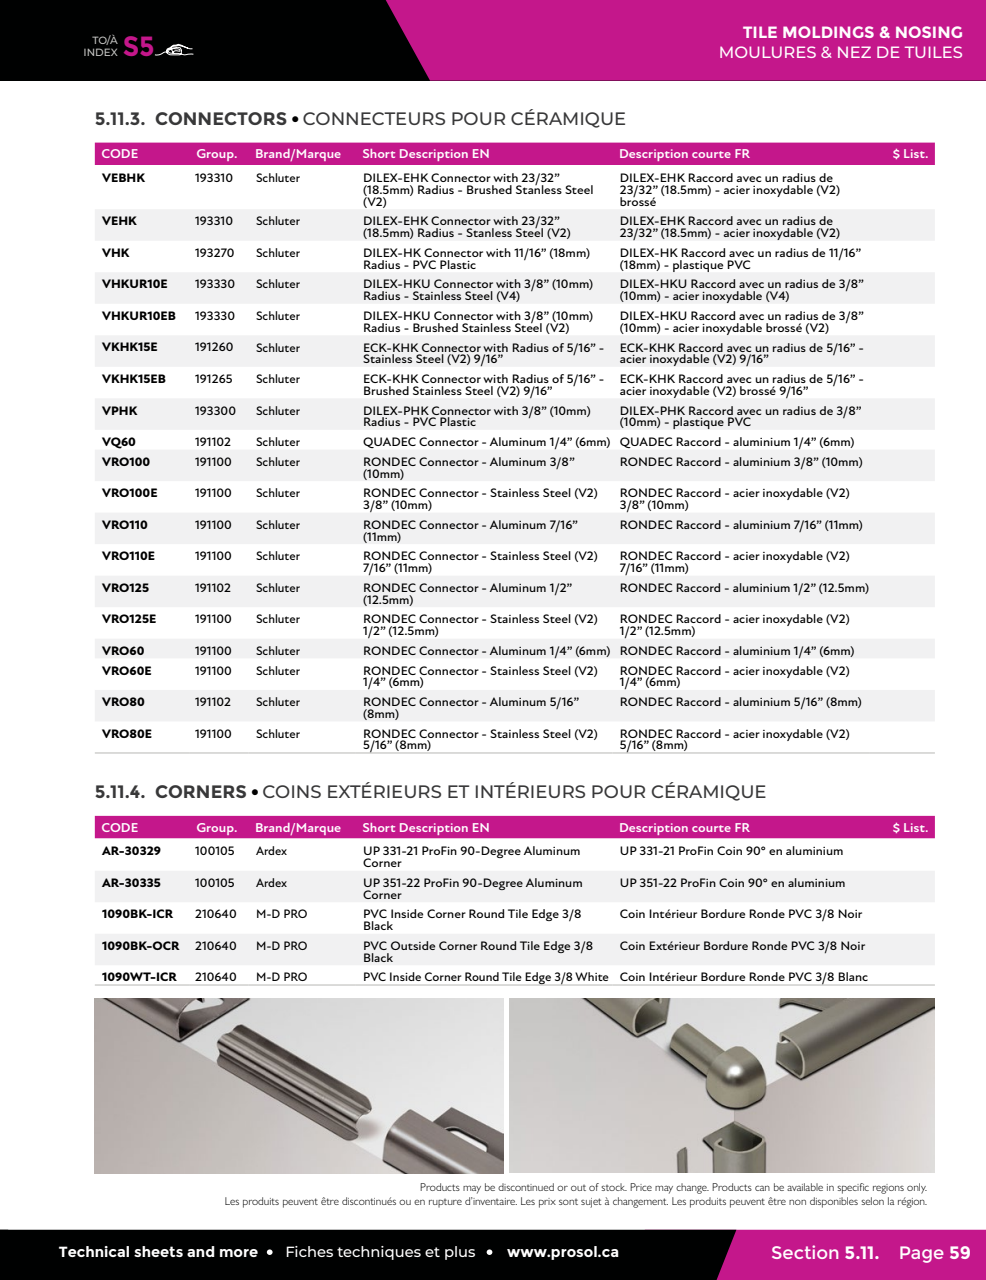 TO/À
INDEX S5
TILE MOLDINGS & NOSING
MOULURES & NEZ DE TUILES
5.11.3. CONNECTORS • CONNECTEURS POUR CÉRAMIQUE
CODE Group. Brand/Marque Short Description EN Description courte FR $ List.
VEBHK 193310 Schluter DILEX-EHK Connector with 23/32” DILEX-EHK Raccord avec un radius de
(18.5mm) Radius - Brushed Stanless Steel 23/32” (18.5mm) - acier inoxydable (V2)
(V2) brossé
VEHK 193310 Schluter DILEX-EHK Connector with 23/32” DILEX-EHK Raccord avec un radius de
(18.5mm) Radius - Stanless Steel (V2) 23/32” (18.5mm) - acier inoxydable (V2)
VHK 193270 Schluter DILEX-HK Connector with 11/16” (18mm) DILEX-HK Raccord avec un radius de 11/16”
Radius - PVC Plastic (18mm) - plastique PVC
VHKUR10E 193330 Schluter DILEX-HKU Connector with 3/8” (10mm) DILEX-HKU Raccord avec un radius de 3/8”
Radius - Stainless Steel (V4) (10mm) - acier inoxydable (V4)
VHKUR10EB 193330 Schluter DILEX-HKU Connector with 3/8” (10mm) DILEX-HKU Raccord avec un radius de 3/8”
Radius - Brushed Stainless Steel (V2) (10mm) - acier inoxydable brossé (V2)
VKHK15E 191260 Schluter ECK-KHK Connector with Radius of 5/16” - ECK-KHK Raccord avec un radius de 5/16” -
Stainless Steel (V2) 9/16” acier inoxydable (V2) 9/16”
VKHK15EB 191265 Schluter ECK-KHK Connector with Radius of 5/16” - ECK-KHK Raccord avec un radius de 5/16” -
Brushed Stainless Steel (V2) 9/16” acier inoxydable (V2) brossé 9/16”
VPHK 193300 Schluter DILEX-PHK Connector with 3/8” (10mm) DILEX-PHK Raccord avec un radius de 3/8”
Radius - PVC Plastic (10mm) - plastique PVC
VQ60 191102 Schluter QUADEC Connector - Aluminum 1/4” (6mm) QUADEC Raccord - aluminium 1/4” (6mm)
VRO100 191100 Schluter RONDEC Connector - Aluminum 3/8” RONDEC Raccord - aluminium 3/8” (10mm)
(10mm)
VRO100E 191100 Schluter RONDEC Connector - Stainless Steel (V2) RONDEC Raccord - acier inoxydable (V2)
3/8” (10mm) 3/8” (10mm)
VRO110 191100 Schluter RONDEC Connector - Aluminum 7/16” RONDEC Raccord - aluminium 7/16” (11mm)
(11mm)
VRO110E 191100 Schluter RONDEC Connector - Stainless Steel (V2) RONDEC Raccord - acier inoxydable (V2)
7/16” (11mm) 7/16” (11mm)
VRO125 191102 Schluter RONDEC Connector - Aluminum 1/2” RONDEC Raccord - aluminium 1/2” (12.5mm)
(12.5mm)
VRO125E 191100 Schluter RONDEC Connector - Stainless Steel (V2) RONDEC Raccord - acier inoxydable (V2)
1/2” (12.5mm) 1/2” (12.5mm)
VRO60 191100 Schluter RONDEC Connector - Aluminum 1/4” (6mm) RONDEC Raccord - aluminium 1/4” (6mm)
VRO60E 191100 Schluter RONDEC Connector - Stainless Steel (V2) RONDEC Raccord - acier inoxydable (V2)
1/4” (6mm) 1/4” (6mm)
VRO80 191102 Schluter RONDEC Connector - Aluminum 5/16” RONDEC Raccord - aluminium 5/16” (8mm)
(8mm)
VRO80E 191100 Schluter RONDEC Connector - Stainless Steel (V2) RONDEC Raccord - acier inoxydable (V2)
5/16” (8mm) 5/16” (8mm)
5.11.4. CORNERS • COINS EXTÉRIEURS ET INTÉRIEURS POUR CÉRAMIQUE
CODE Group. Brand/Marque Short Description EN Description courte FR $ List.
AR-30329 100105 Ardex UP 331-21 ProFin 90-Degree Aluminum UP 331-21 ProFin Coin 90° en aluminium
Corner
AR-30335 100105 Ardex UP 351-22 ProFin 90-Degree Aluminum UP 351-22 ProFin Coin 90° en aluminium
Corner
1090BK-ICR 210640 M-D PRO PVC Inside Corner Round Tile Edge 3/8 Coin Intérieur Bordure Ronde PVC 3/8 Noir
Black
1090BK-OCR 210640 M-D PRO PVC Outside Corner Round Tile Edge 3/8 Coin Extérieur Bordure Ronde PVC 3/8 Noir
Black
1090WT-ICR 210640 M-D PRO PVC Inside Corner Round Tile Edge 3/8 White Coin Intérieur Bordure Ronde PVC 3/8 Blanc
Products may be discontinued or out of stock. Price may change. Products can be available in specific regions only.
Les produits peuvent être discontinués ou en rupture d’inventaire. Les prix sont sujet à changement. Les produits peuvent être non disponibles selon la région.
Technical sheets and more • Fiches techniques et plus • www.prosol.ca
Section 5.11. Page 59